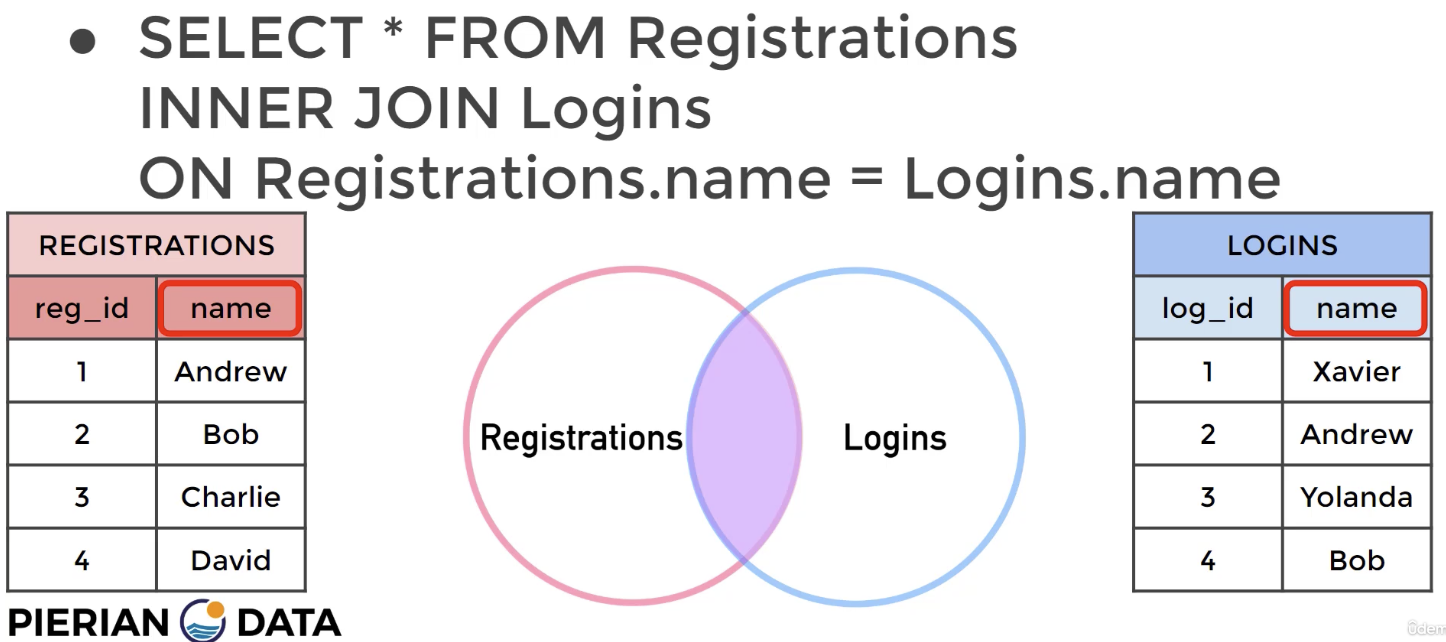 ● SELECT * FROM Registrations
INNER JOIN Logins
ON Registrations.name = Logins.name
REGISTRATIONS
reg_id name
1 Andrew
2 Bob
3 Charlie
4 David
Registrations
Logins
LOGINS
log_id name
1 Xavier
2 Andrew
3 Yolanda
4 Bob
PIERIAN DATA